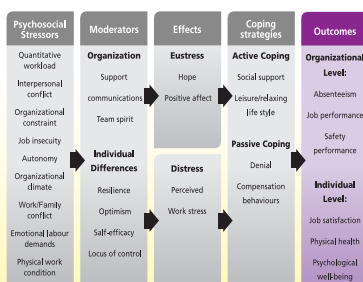 Psychosocial
Stressors
Quantitative
workload
Interpersonal
conflict
Organizational
constraint
Job insecuity
Autonomy
Organizational
climate
Work/Family
conflict
Emotional labour
demands
Physical work
condition
Moderators
Organization
Support
communications
Team spirit
Individual
Differences
Resilience
Optimism
Self-efficacy
Locus of control
Effects
Eustress
Hope
Positive affect
Distress
Perceived
Work stress
Coping
strategies
Active Coping
Social support
Leisure/relaxing
life style
Passive Coping
Denial
Compensation
behaviours
Outcomes
Organizational
Level:
Absenteeism
Job performance
Safety
performance
Individual
Level:
Job satisfaction
Physical health
Psychological
well-being